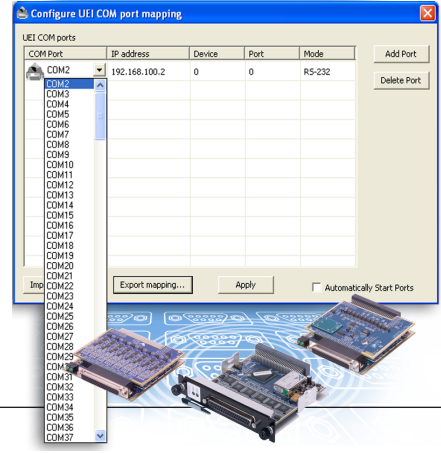 Configure UEI COM port mapping
UEI COM ports
COM Port IP address Device Port Mode
COM2 192.168.100.2 0 0 RS-232
Add Port
Delete Port
COM2
COM3
COM4
COM5
COM6
COM7
COM8
COM9
COM10
COM11
COM12
COM13
COM14
COM15
COM16
COM17
COM18
COM19
COM20
COM21
COM22
COM23
COM24
COM25
COM26
COM27
COM28
COM29
COM31
COM32
COM33
COM34
COM35
COM36
COM37
Imp
Export mapping...
Apply
Automatically Start Ports